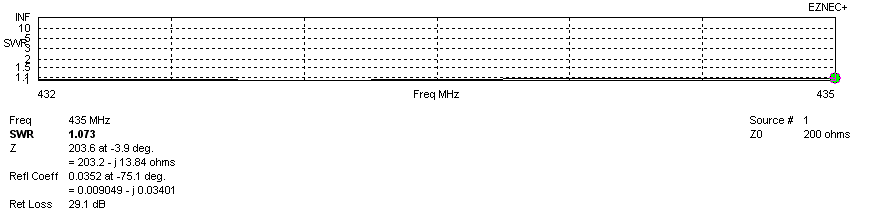 EZNEC+
INF
10
5
SWR 3
2
1.5
1.1
1
432 Freq MHz 435
Freq 435 MHz Source # 1
SWR 1.073 Z0 200 ohms
Z 203.6 at -3.9 deg.
= 203.2 - j 13.84 ohms
Refl Coeff 0.0352 at -75.1 deg.
= 0.009049 - j 0.03401
Ret Loss 29.1 dB